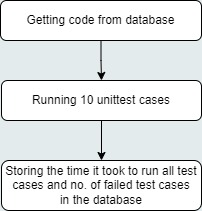 Getting code from database
Running 10 unittest cases
Storing the time it took to run all test
cases and no. of failed test cases
in the database